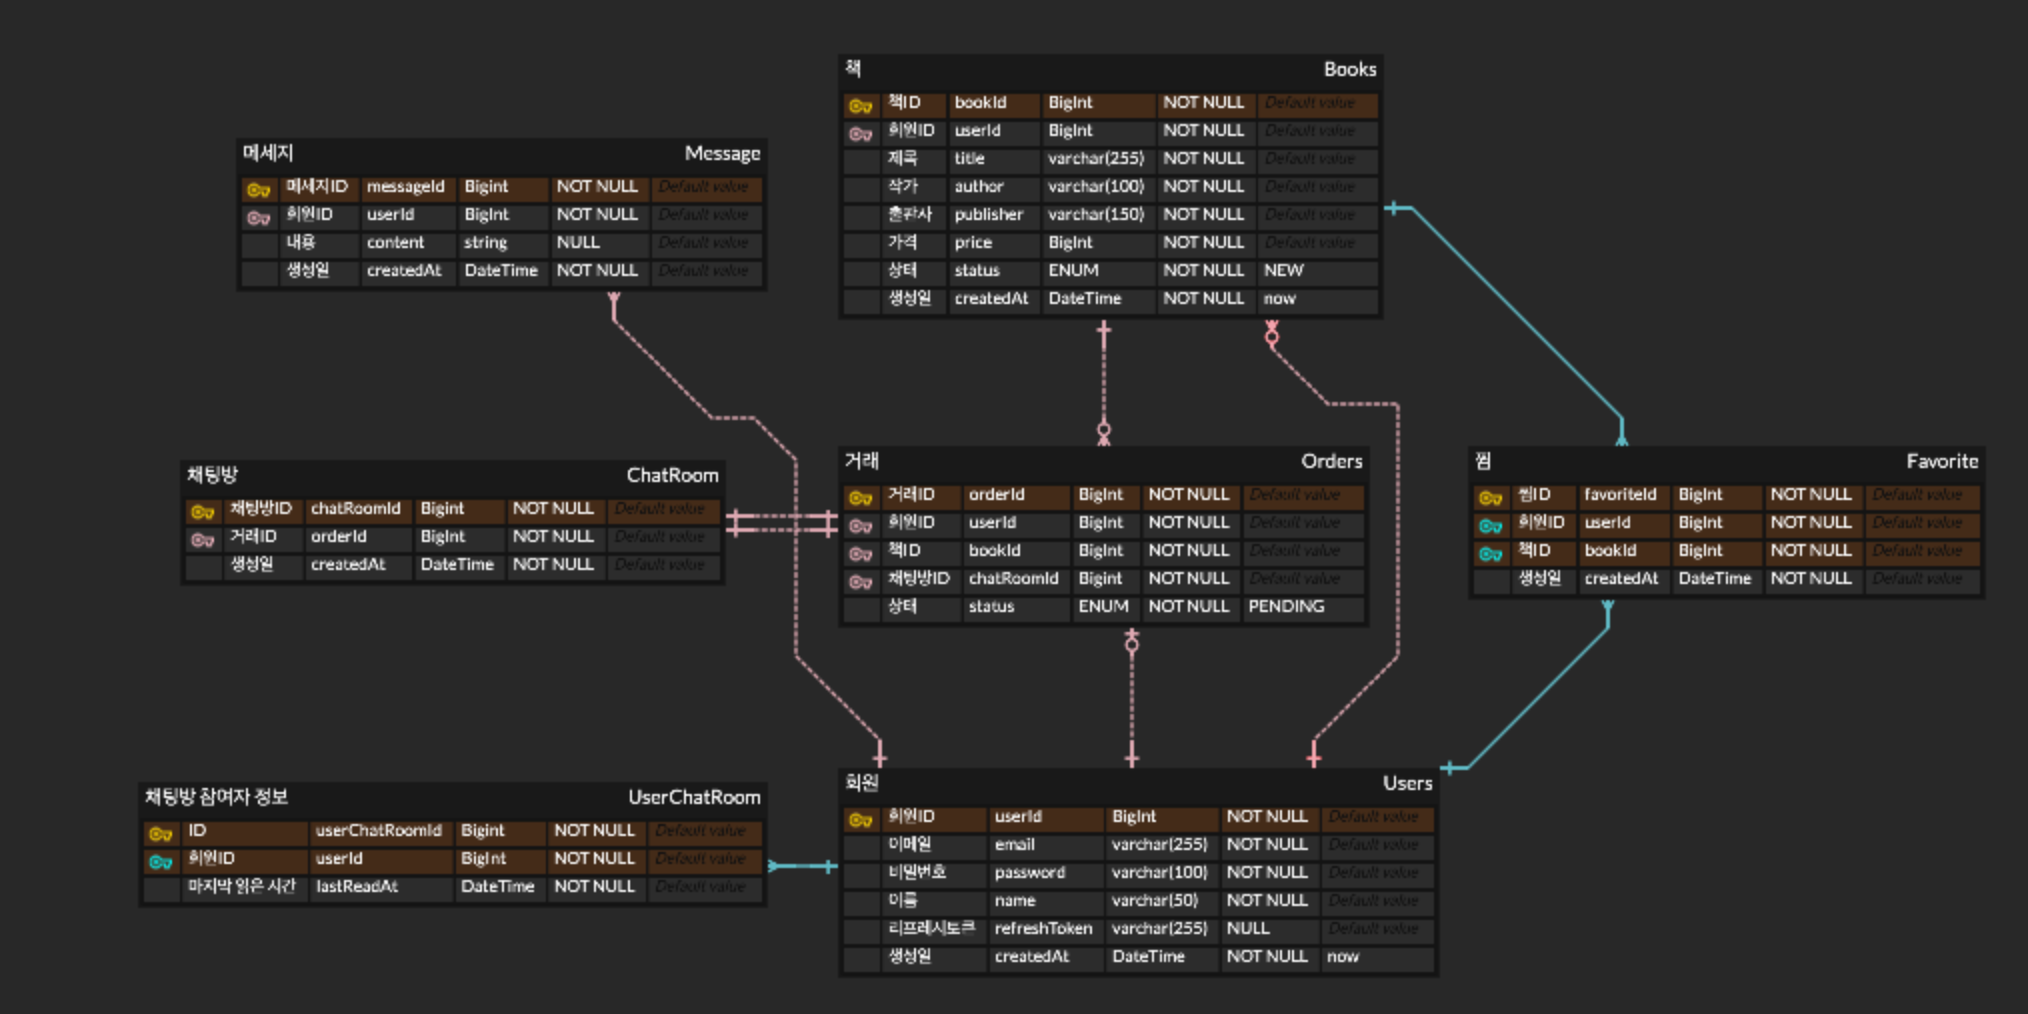 책 Books
책ID bookId BigInt NOT NULL Default value
회원ID userId BigInt NOT NULL Default value
제목 title varchar(255) NOT NULL Default value
작가 author varchar(100) NOT NULL Default value
출판사 publisher varchar(150) NOT NULL Default value
가격 price BigInt NOT NULL Default value
상태 status ENUM NOT NULL NEW
생성일 createdAt DateTime NOT NULL now
메세지 Message
메세지ID messageId Bigint NOT NULL Default value
회원ID userId BigInt NOT NULL Default value
내용 content string NULL Default value
생성일 createdAt DateTime NOT NULL Default value
채팅방 ChatRoom
채팅방ID chatRoomId Bigint NOT NULL Default value
거래ID orderId BigInt NOT NULL Default value
생성일 createdAt DateTime NOT NULL Default value
거래 Orders
거래ID orderId BigInt NOT NULL Default value
회원ID userId BigInt NOT NULL Default value
책ID bookId BigInt NOT NULL Default value
채팅방ID chatRoomId Bigint NOT NULL Default value
상태 status ENUM NOT NULL PENDING
찜 Favorite
찜ID favoriteId BigInt NOT NULL Default value
회원ID userId BigInt NOT NULL Default value
책ID bookId BigInt NOT NULL Default value
생성일 createdAt DateTime NOT NULL Default value
채팅방 참여자 정보 UserChatRoom
ID userChatRoomId Bigint NOT NULL Default value
회원ID userId BigInt NOT NULL Default value
마지막 읽은 시간 lastReadAt DateTime NOT NULL Default value
회원 Users
회원ID userId BigInt NOT NULL Default value
이메일 email varchar(255) NOT NULL Default value
비밀번호 password varchar(100) NOT NULL Default value
이름 name varchar(50) NOT NULL Default value
리프레시토큰 refreshToken varchar(255) NULL Default value
생성일 createdAt DateTime NOT NULL now